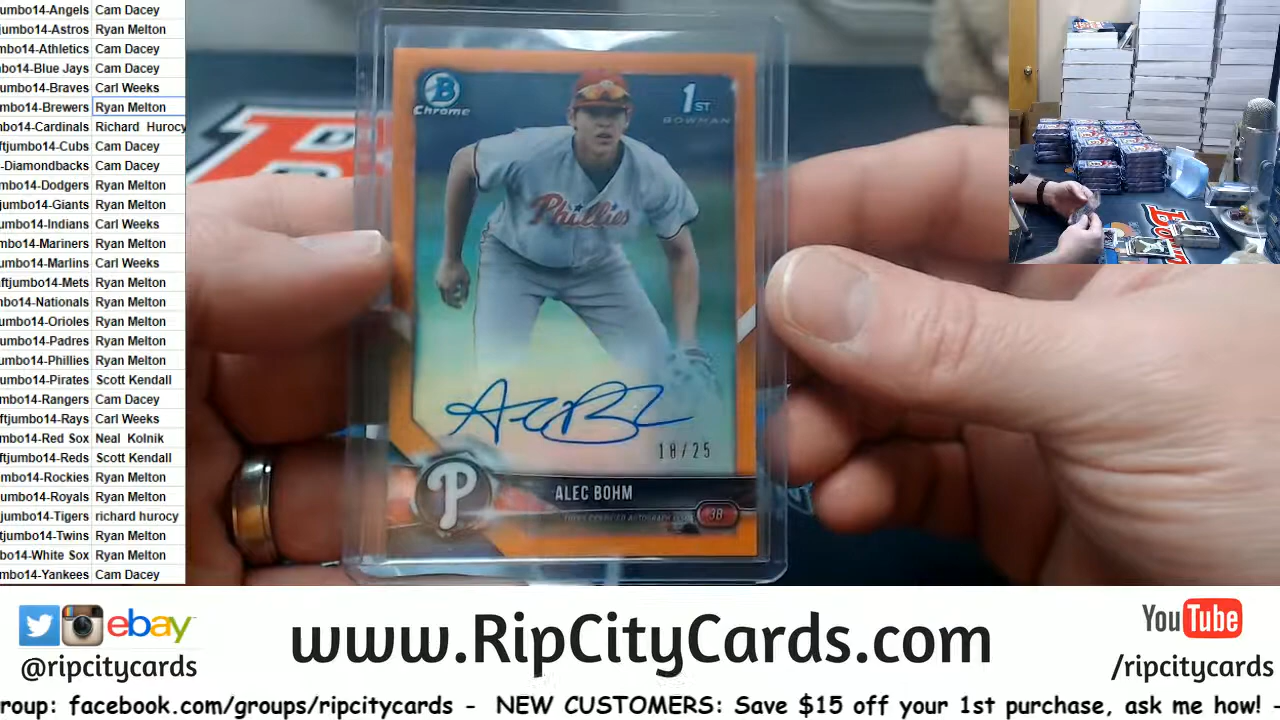 umbo14-Angels Cam Dacey
jumbo14-Astros Ryan Melton
mbo14-Athletics Cam Dacey
bo14-Blue Jays Cam Dacey
umbo14-Braves Carl Weeks
mbo14-Brewers Ryan Melton
nbo14-Cardinals Richard Hurocy
ftjumbo14-Cubs Cam Dacey
-Diamondbacks Cam Dacey
mbo14-Dodgers Ryan Melton
jumbo14-Giants Ryan Melton
umbo14-Indians Carl Weeks
mbo14-Mariners Ryan Melton
umbo14-Marlins Carl Weeks
ftjumbo14-Mets Ryan Melton
nbo14-Nationals Ryan Melton
umbo14-Orioles Ryan Melton
umbo14-Padres Ryan Melton
umbo14-Phillies Ryan Melton
umbo14-Pirates Scott Kendall
mbo14-Rangers Cam Dacey
ftjumbo14-Rays Carl Weeks
mbo14-Red Sox Neal Kolnik
ftjumbo14-Reds Scott Kendall
mbo14-Rockies Ryan Melton
umbo14-Royals Ryan Melton
jumbo14-Tigers richard hurocy
ftjumbo14-Twins Ryan Melton
bo14-White Sox Ryan Melton
mbo14-Yankees Cam Dacey
B
Chrome
1ST
BOWMAN
Phillies
18/25
P
ALEC BOHM
3B
ebay
@ripcitycards
www.RipCityCards.com
YouTube
/ripcitycards
roup: facebook.com/groups/ripcitycards - NEW CUSTOMERS: Save $15 off your 1st purchase, ask me how! -